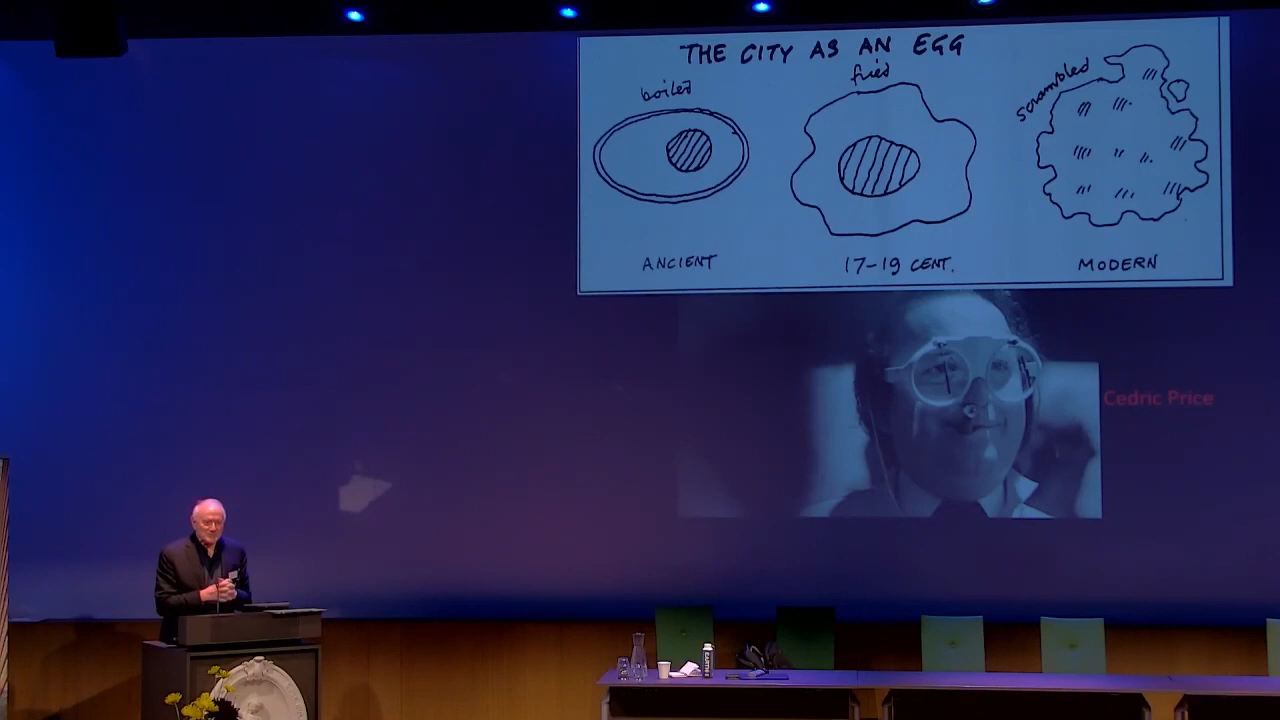 THE CITY AS AN EGG
boiled
fried
scrambled
ANCIENT
17-19 CENT.
MODERN
Cedric Price